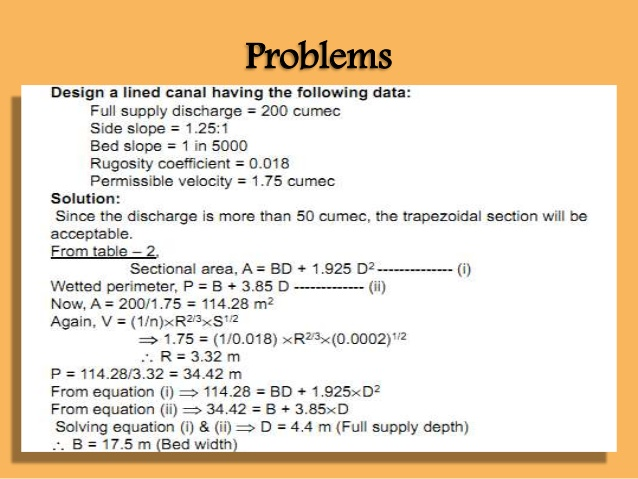 Problems
Design a lined canal having the following data:
Full supply discharge = 200 cumec
Side slope = 1.25:1
Bed slope = 1 in 5000
Rugosity coefficient = 0.018
Permissible velocity = 1.75 cumec
Solution:
Since the discharge is more than 50 cumec, the trapezoidal section will be
acceptable.
From table – 2,
Sectional area, A = BD + 1.925 D² -------------- (i)
Wetted perimeter, P = B + 3.85 D ------------- (ii)
Now, A = 200/1.75 = 114.28 m²
Again, V = (1/n)×R^2/3×S^1/2
⇒ 1.75 = (1/0.018) ×R^2/3×(0.0002)^1/2
∴ R = 3.32 m
P = 114.28/3.32 = 34.42 m
From equation (i) ⇒ 114.28 = BD + 1.925×D²
From equation (ii) ⇒ 34.42 = B + 3.85×D
Solving equation (i) & (ii) ⇒ D = 4.4 m (Full supply depth)
∴ B = 17.5 m (Bed width)